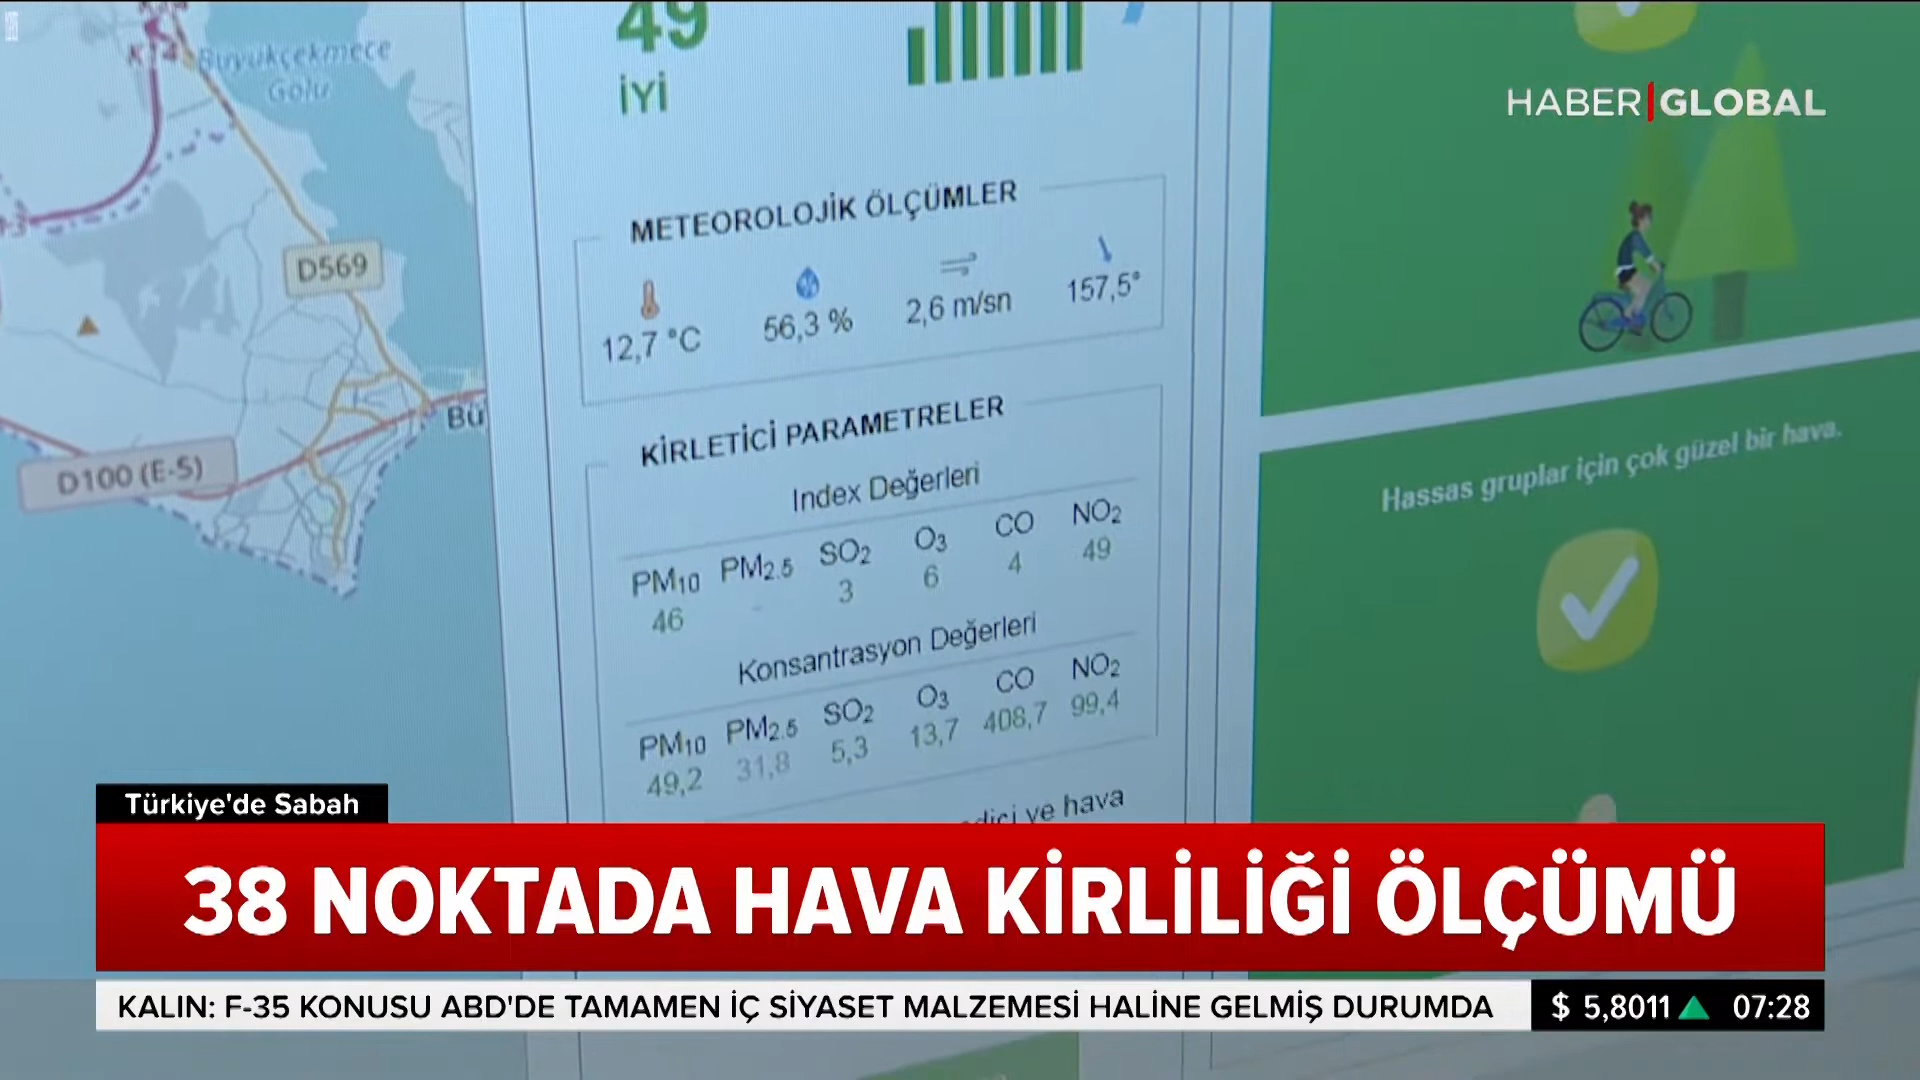 49
İYİ
K14
Büyükçekmece
Gölü
HABER GLOBAL
METEOROLOJİK ÖLÇÜMLER
12,7 °C 56,3 % 2,6 m/sn 157,5°
D569
Bü
D100 (E-5)
KİRLETİCİ PARAMETRELER
Index Değerleri
PM10 PM2.5 SO2 O3 CO NO2
46 - 3 6 4 49
Konsantrasyon Değerleri
PM10 PM2.5 SO2 O3 CO NO2
49,2 31,8 5,3 13,7 408,7 99,4
ve hava
Hassas gruplar için çok güzel bir hava.
Türkiye'de Sabah
38 NOKTADA HAVA KİRLİLİĞİ ÖLÇÜMÜ
KALIN: F-35 KONUSU ABD'DE TAMAMEN İÇ SİYASET MALZEMESİ HALİNE GELMİŞ DURUMDA
$ 5,8011 07:28